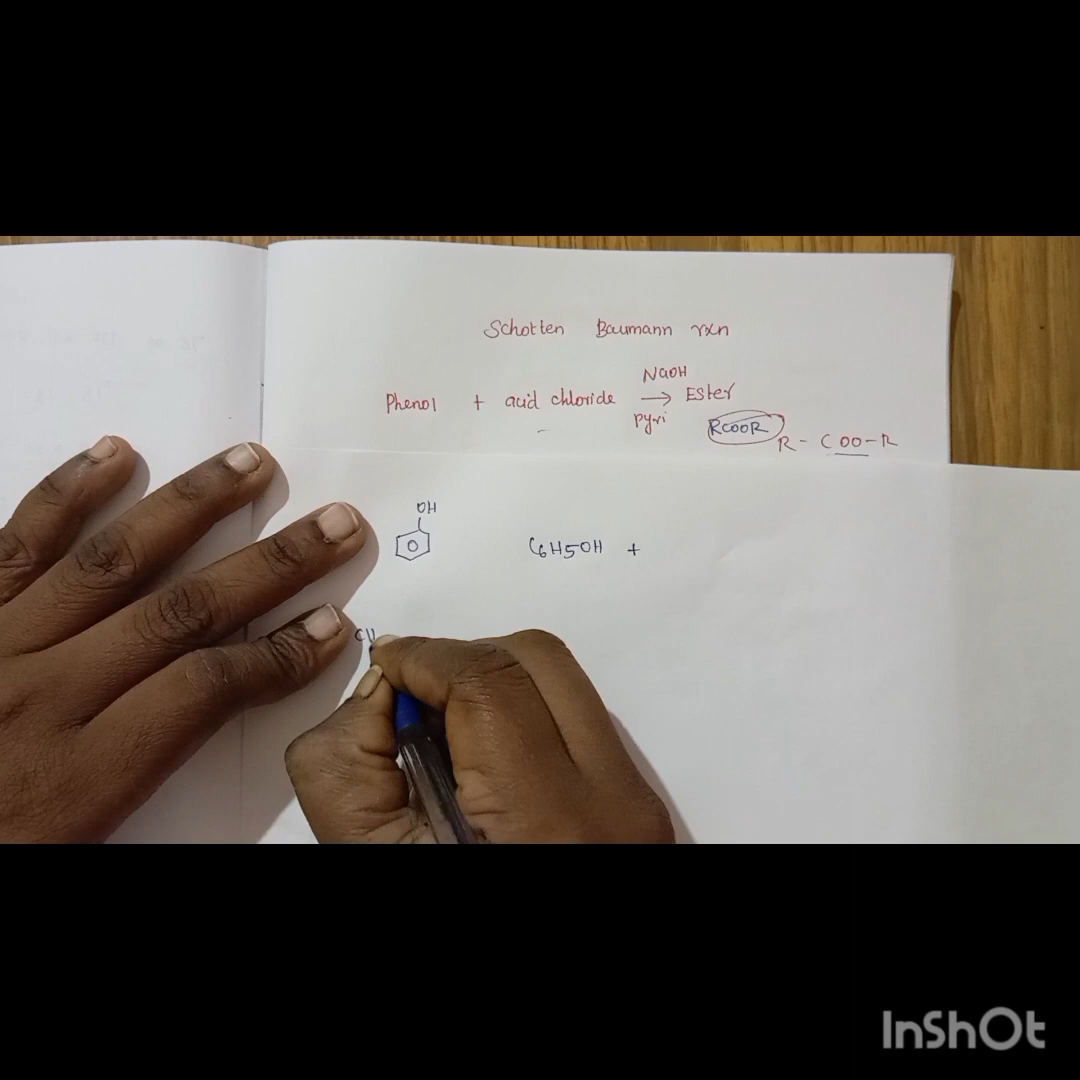 Schotten Baumann rxn
NaOH
Phenol + acid chloride → Ester
pyri
RCOOR
R - COO-R
OH
C6H5OH +
InShOt